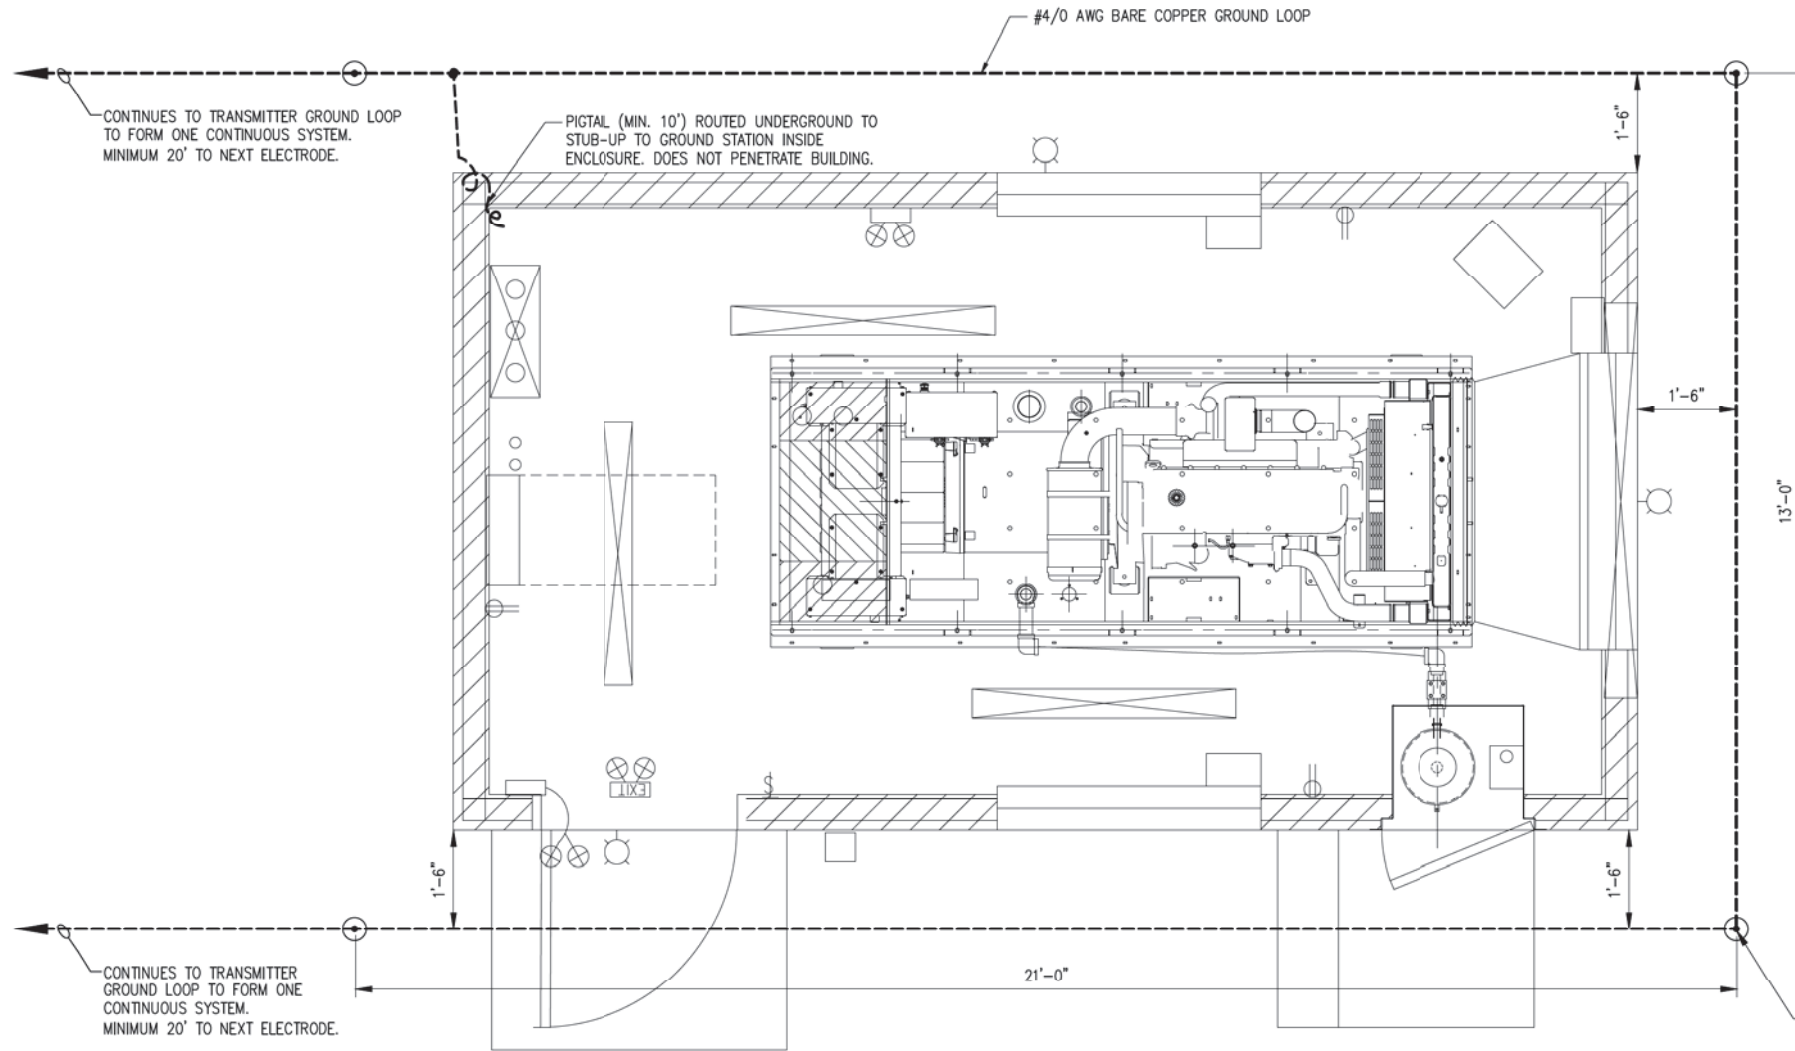 #4/0 AWG BARE COPPER GROUND LOOP
CONTINUES TO TRANSMITTER GROUND LOOP
TO FORM ONE CONTINUOUS SYSTEM.
MINIMUM 20' TO NEXT ELECTRODE.
PIGTAIL (MIN. 10') ROUTED UNDERGROUND TO
STUB-UP TO GROUND STATION INSIDE
ENCLOSURE. DOES NOT PENETRATE BUILDING.
1'-6"
1'-6"
13'-0"
EXIT
$
1'-6"
1'-6"
21'-0"
CONTINUES TO TRANSMITTER
GROUND LOOP TO FORM ONE
CONTINUOUS SYSTEM.
MINIMUM 20' TO NEXT ELECTRODE.